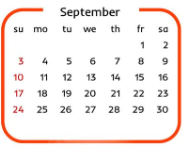 September
su mo tu we th fr sa
1 2
3 4 5 6 7 8 9
10 11 12 13 14 15 16
17 18 19 20 21 22 23
24 25 26 27 28 29 30